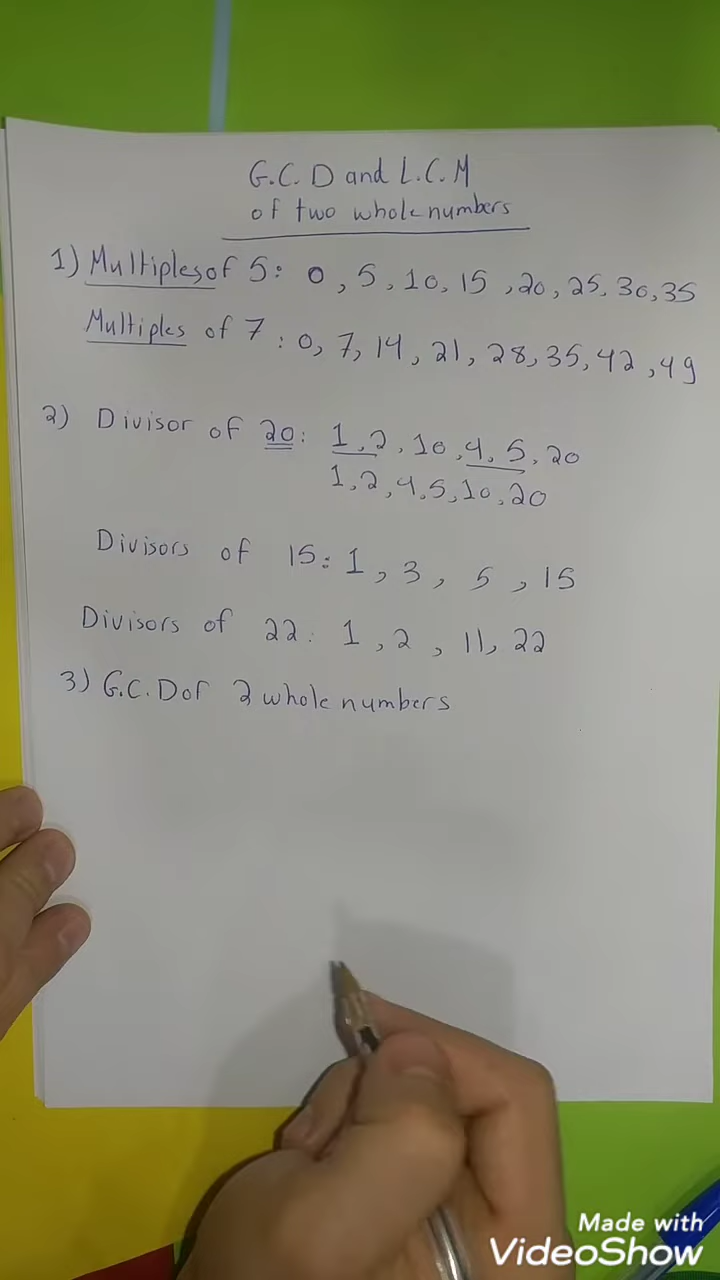 G.C.D and L.C.M
of two whole numbers
1) Multiples of 5: 0, 5, 10, 15, 20, 25, 30, 35
Multiples of 7: 0, 7, 14, 21, 28, 35, 42, 49
2) Divisor of 20: 1, 2, 10, 4, 5, 20
1, 2, 4, 5, 10, 20
Divisors of 15: 1, 3, 5, 15
Divisors of 22: 1, 2, 11, 22
3) G.C.D of 2 whole numbers
Made with
VideoShow